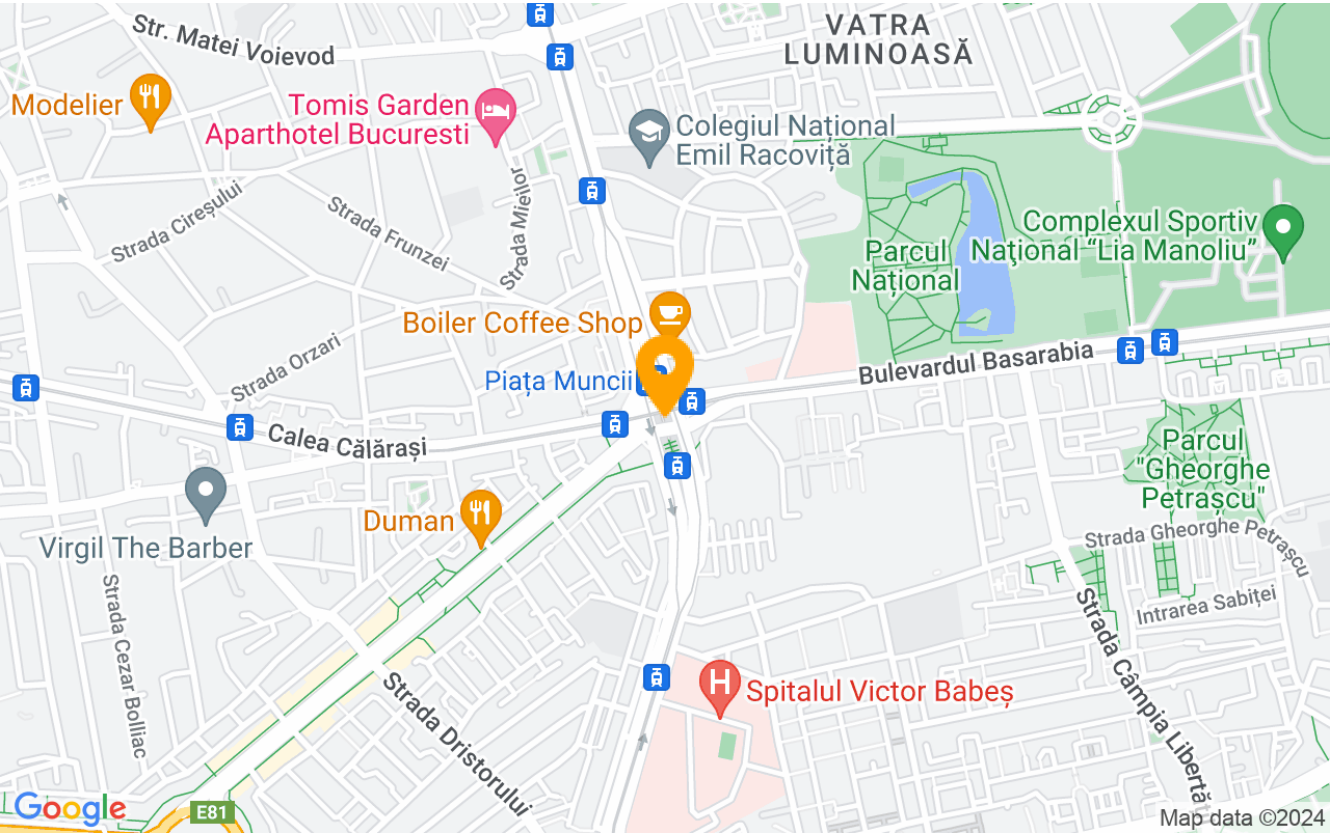 VATRA
LUMINOASĂ
Str. Matei Voievod
Modelier
Tomis Garden
Aparthotel Bucuresti
Colegiul Național
Emil Racoviță
Strada Cireșului
Strada Frunzei
Strada Mieilor
Complexul Sportiv
Naţional “Lia Manoliu”
Parcul
Național
Boiler Coffee Shop
Strada Orzari
Piața Muncii
Bulevardul Basarabia
Calea Călărași
Parcul
"Gheorghe
Petrașcu"
Duman
Virgil The Barber
Strada Gheorghe Petrașcu
Strada Cezar Bolliac
Intrarea Sabiței
Strada Câmpia Libertă
H
Spitalul Victor Babeș
Strada Dristorului
Google
E81
Map data ©2024